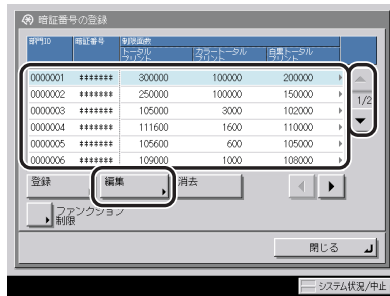 暗証番号の登録
部門ID 暗証番号 制限面数
トータルプリント カラートータルプリント 白黒トータルプリント
0000001 ******* 300000 100000 200000
0000002 ******* 250000 100000 150000
0000003 ******* 105000 3000 102000
0000004 ******* 111600 1600 110000
0000005 ******* 105600 600 105000
0000006 ******* 109000 1000 108000
1/2
登録 編集 消去
ファンクション
制限
閉じる
システム状況/中止